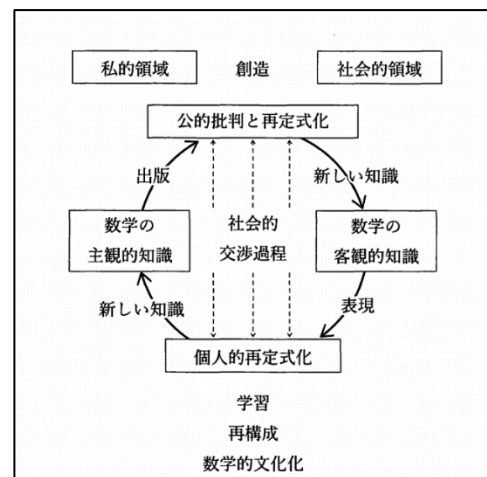 私的領域 創造 社会的領域
公的批判と再定式化
出版 新しい知識
数学の
主観的知識
社会的
交渉過程
数学の
客観的知識
新しい知識 表現
個人的再定式化
学習
再構成
数学的文化化